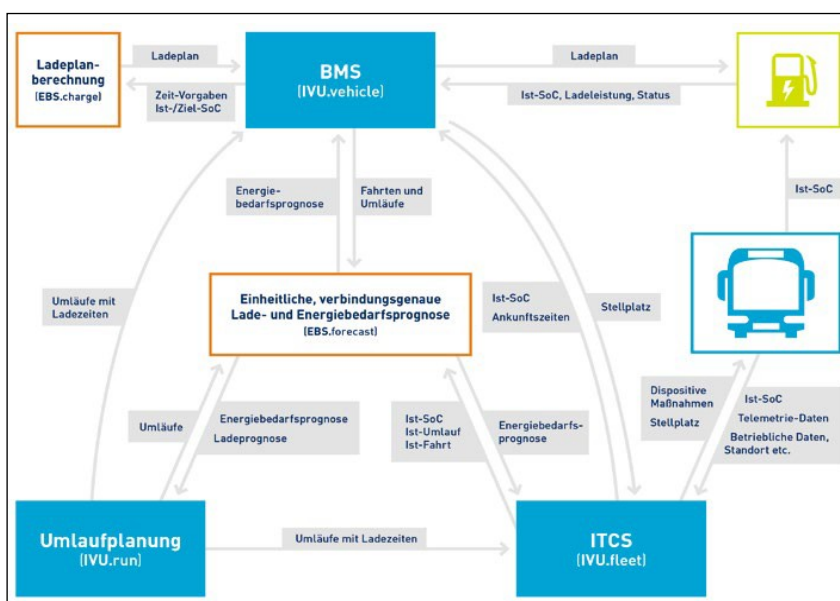 Ladeplan-
berechnung
(EBS.charge)
Ladeplan
Zeit-Vorgaben
Ist-/Ziel-SoC
BMS
(IVU.vehicle)
Ladeplan
Ist-SoC, Ladeleistung, Status
Ist-SoC
Energie-
bedarfsprognose
Fahrten und
Umläufe
Umläufe mit
Ladezeiten
Einheitliche, verbindungsgenaue
Lade- und Energiebedarfsprognose
(EBS.forecast)
Ist-SoC
Ankunftszeiten
Stellplatz
Umläufe
Energiebedarfsprognose
Ladeprognose
Ist-SoC
Ist-Umlauf
Ist-Fahrt
Energiebedarfs-
prognose
Dispositive
Maßnahmen
Stellplatz
Ist-SoC
Telemetrie-Daten
Betriebliche Daten,
Standort etc.
Umlaufplanung
(IVU.run)
Umläufe mit Ladezeiten
ITCS
(IVU.fleet)